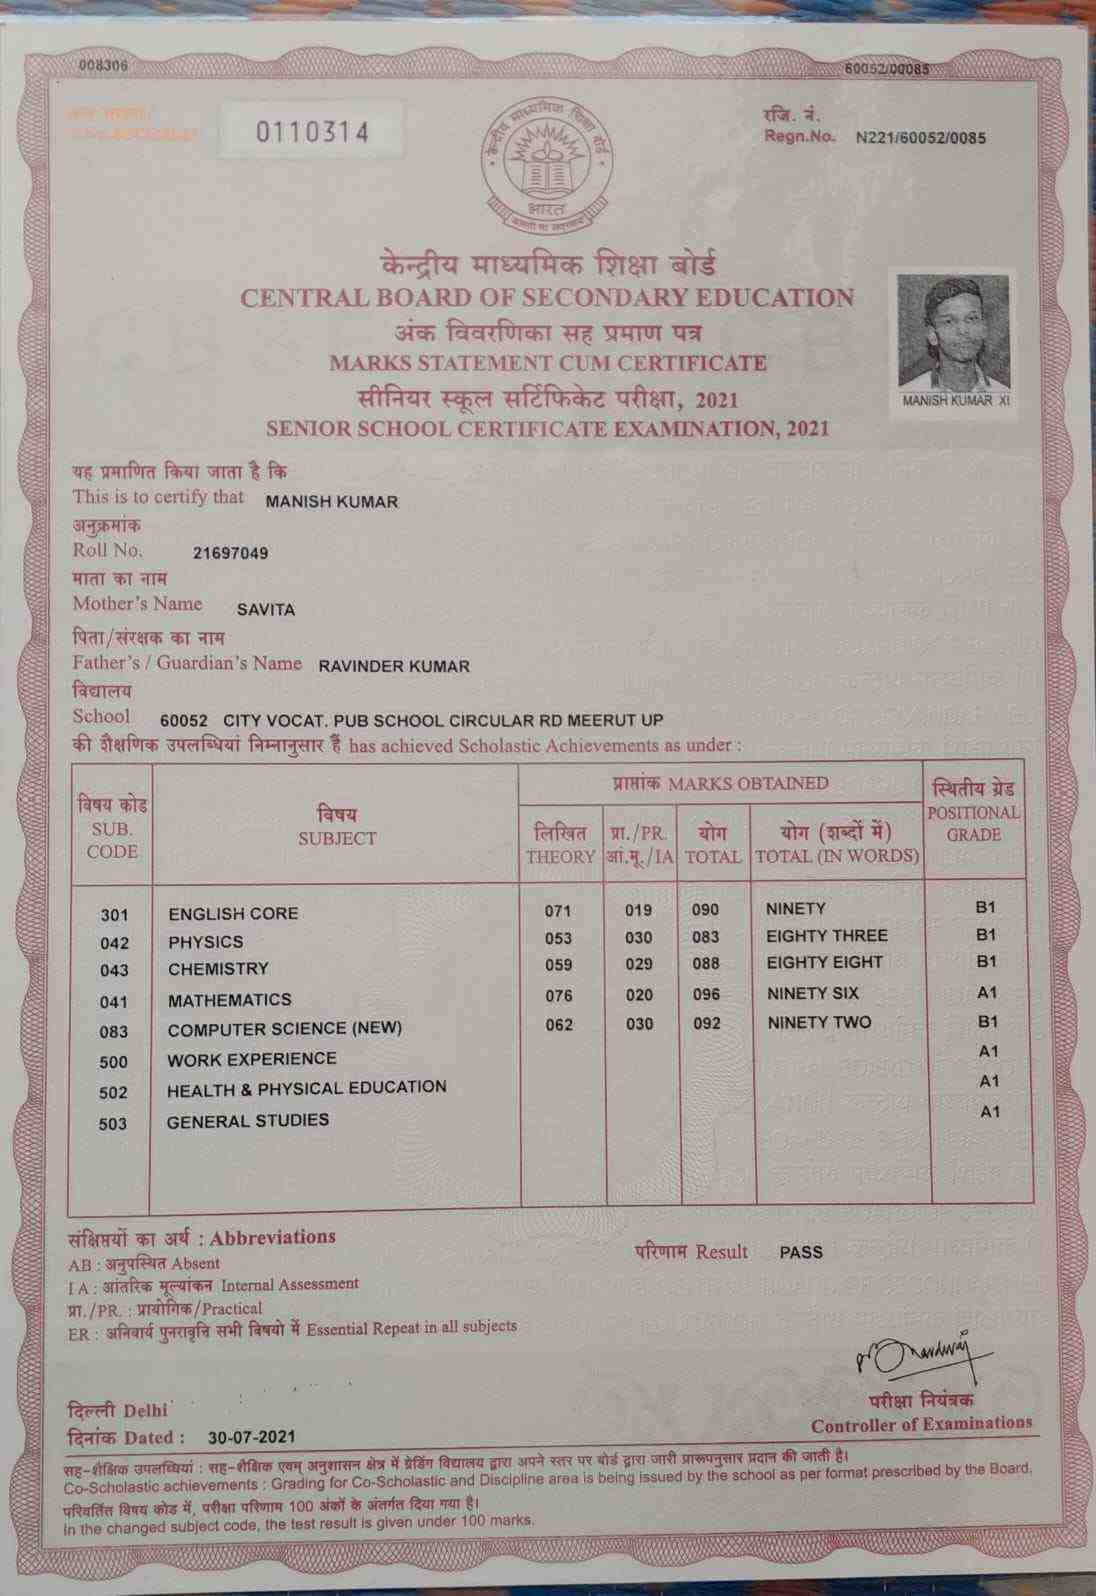 008306
60052/00085
0110314
रजि. नं.
Regn.No. N221/60052/0085
केन्द्रीय माध्यमिक शिक्षा बोर्ड
भारत
केन्द्रीय माध्यमिक शिक्षा बोर्ड
CENTRAL BOARD OF SECONDARY EDUCATION
अंक विवरणिका सह प्रमाण पत्र
MARKS STATEMENT CUM CERTIFICATE
सीनियर स्कूल सर्टिफिकेट परीक्षा, 2021
SENIOR SCHOOL CERTIFICATE EXAMINATION, 2021
MANISH KUMAR XI
यह प्रमाणित किया जाता है कि
This is to certify that MANISH KUMAR
अनुक्रमांक
Roll No. 21697049
माता का नाम
Mother's Name SAVITA
पिता/संरक्षक का नाम
Father's / Guardian's Name RAVINDER KUMAR
विद्यालय
School 60052 CITY VOCAT. PUB SCHOOL CIRCULAR RD MEERUT UP
की शैक्षणिक उपलब्धियां निम्नानुसार हैं has achieved Scholastic Achievements as under :
विषय कोड SUB. CODE
विषय SUBJECT
प्राप्तांक MARKS OBTAINED
लिखित THEORY
प्रा./PR. आं.मू./IA
योग TOTAL
योग (शब्दों में) TOTAL (IN WORDS)
स्थितीय ग्रेड POSITIONAL GRADE
301 ENGLISH CORE 071 019 090 NINETY B1
042 PHYSICS 053 030 083 EIGHTY THREE B1
043 CHEMISTRY 059 029 088 EIGHTY EIGHT B1
041 MATHEMATICS 076 020 096 NINETY SIX A1
083 COMPUTER SCIENCE (NEW) 062 030 092 NINETY TWO B1
500 WORK EXPERIENCE A1
502 HEALTH & PHYSICAL EDUCATION A1
503 GENERAL STUDIES A1
संक्षिप्तियों का अर्थ : Abbreviations
AB : अनुपस्थित Absent
I A : आंतरिक मूल्यांकन Internal Assessment
प्रा./PR. : प्रायोगिक/Practical
ER : अनिवार्य पुनरावृत्ति सभी विषयो में Essential Repeat in all subjects
परिणाम Result PASS
परीक्षा नियंत्रक
Controller of Examinations
दिल्ली Delhi
दिनांक Dated : 30-07-2021
सह-शैक्षिक उपलब्धियां : सह-शैक्षिक एवम् अनुशासन क्षेत्र में ग्रेडिंग विद्यालय द्वारा अपने स्तर पर बोर्ड द्वारा जारी प्रारूपनुसार प्रदान की जाती है।
Co-Scholastic achievements : Grading for Co-Scholastic and Discipline area is being issued by the school as per format prescribed by the Board.
परिवर्तित विषय कोड में, परीक्षा परिणाम 100 अंकों के अंतर्गत दिया गया है।
In the changed subject code, the test result is given under 100 marks.